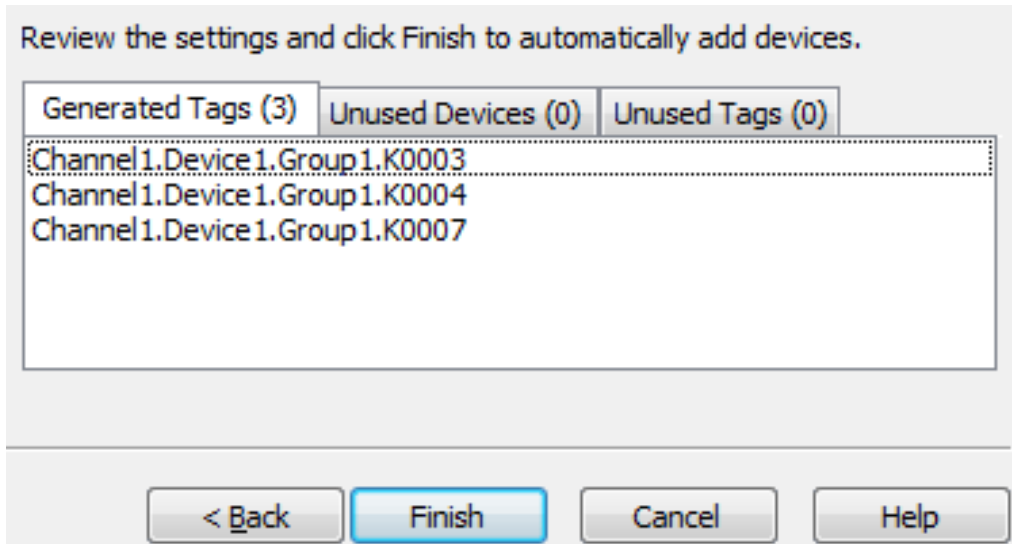 Review the settings and click Finish to automatically add devices.
Generated Tags (3) Unused Devices (0) Unused Tags (0)
Channel1.Device1.Group1.K0003
Channel1.Device1.Group1.K0004
Channel1.Device1.Group1.K0007
< Back Finish Cancel Help